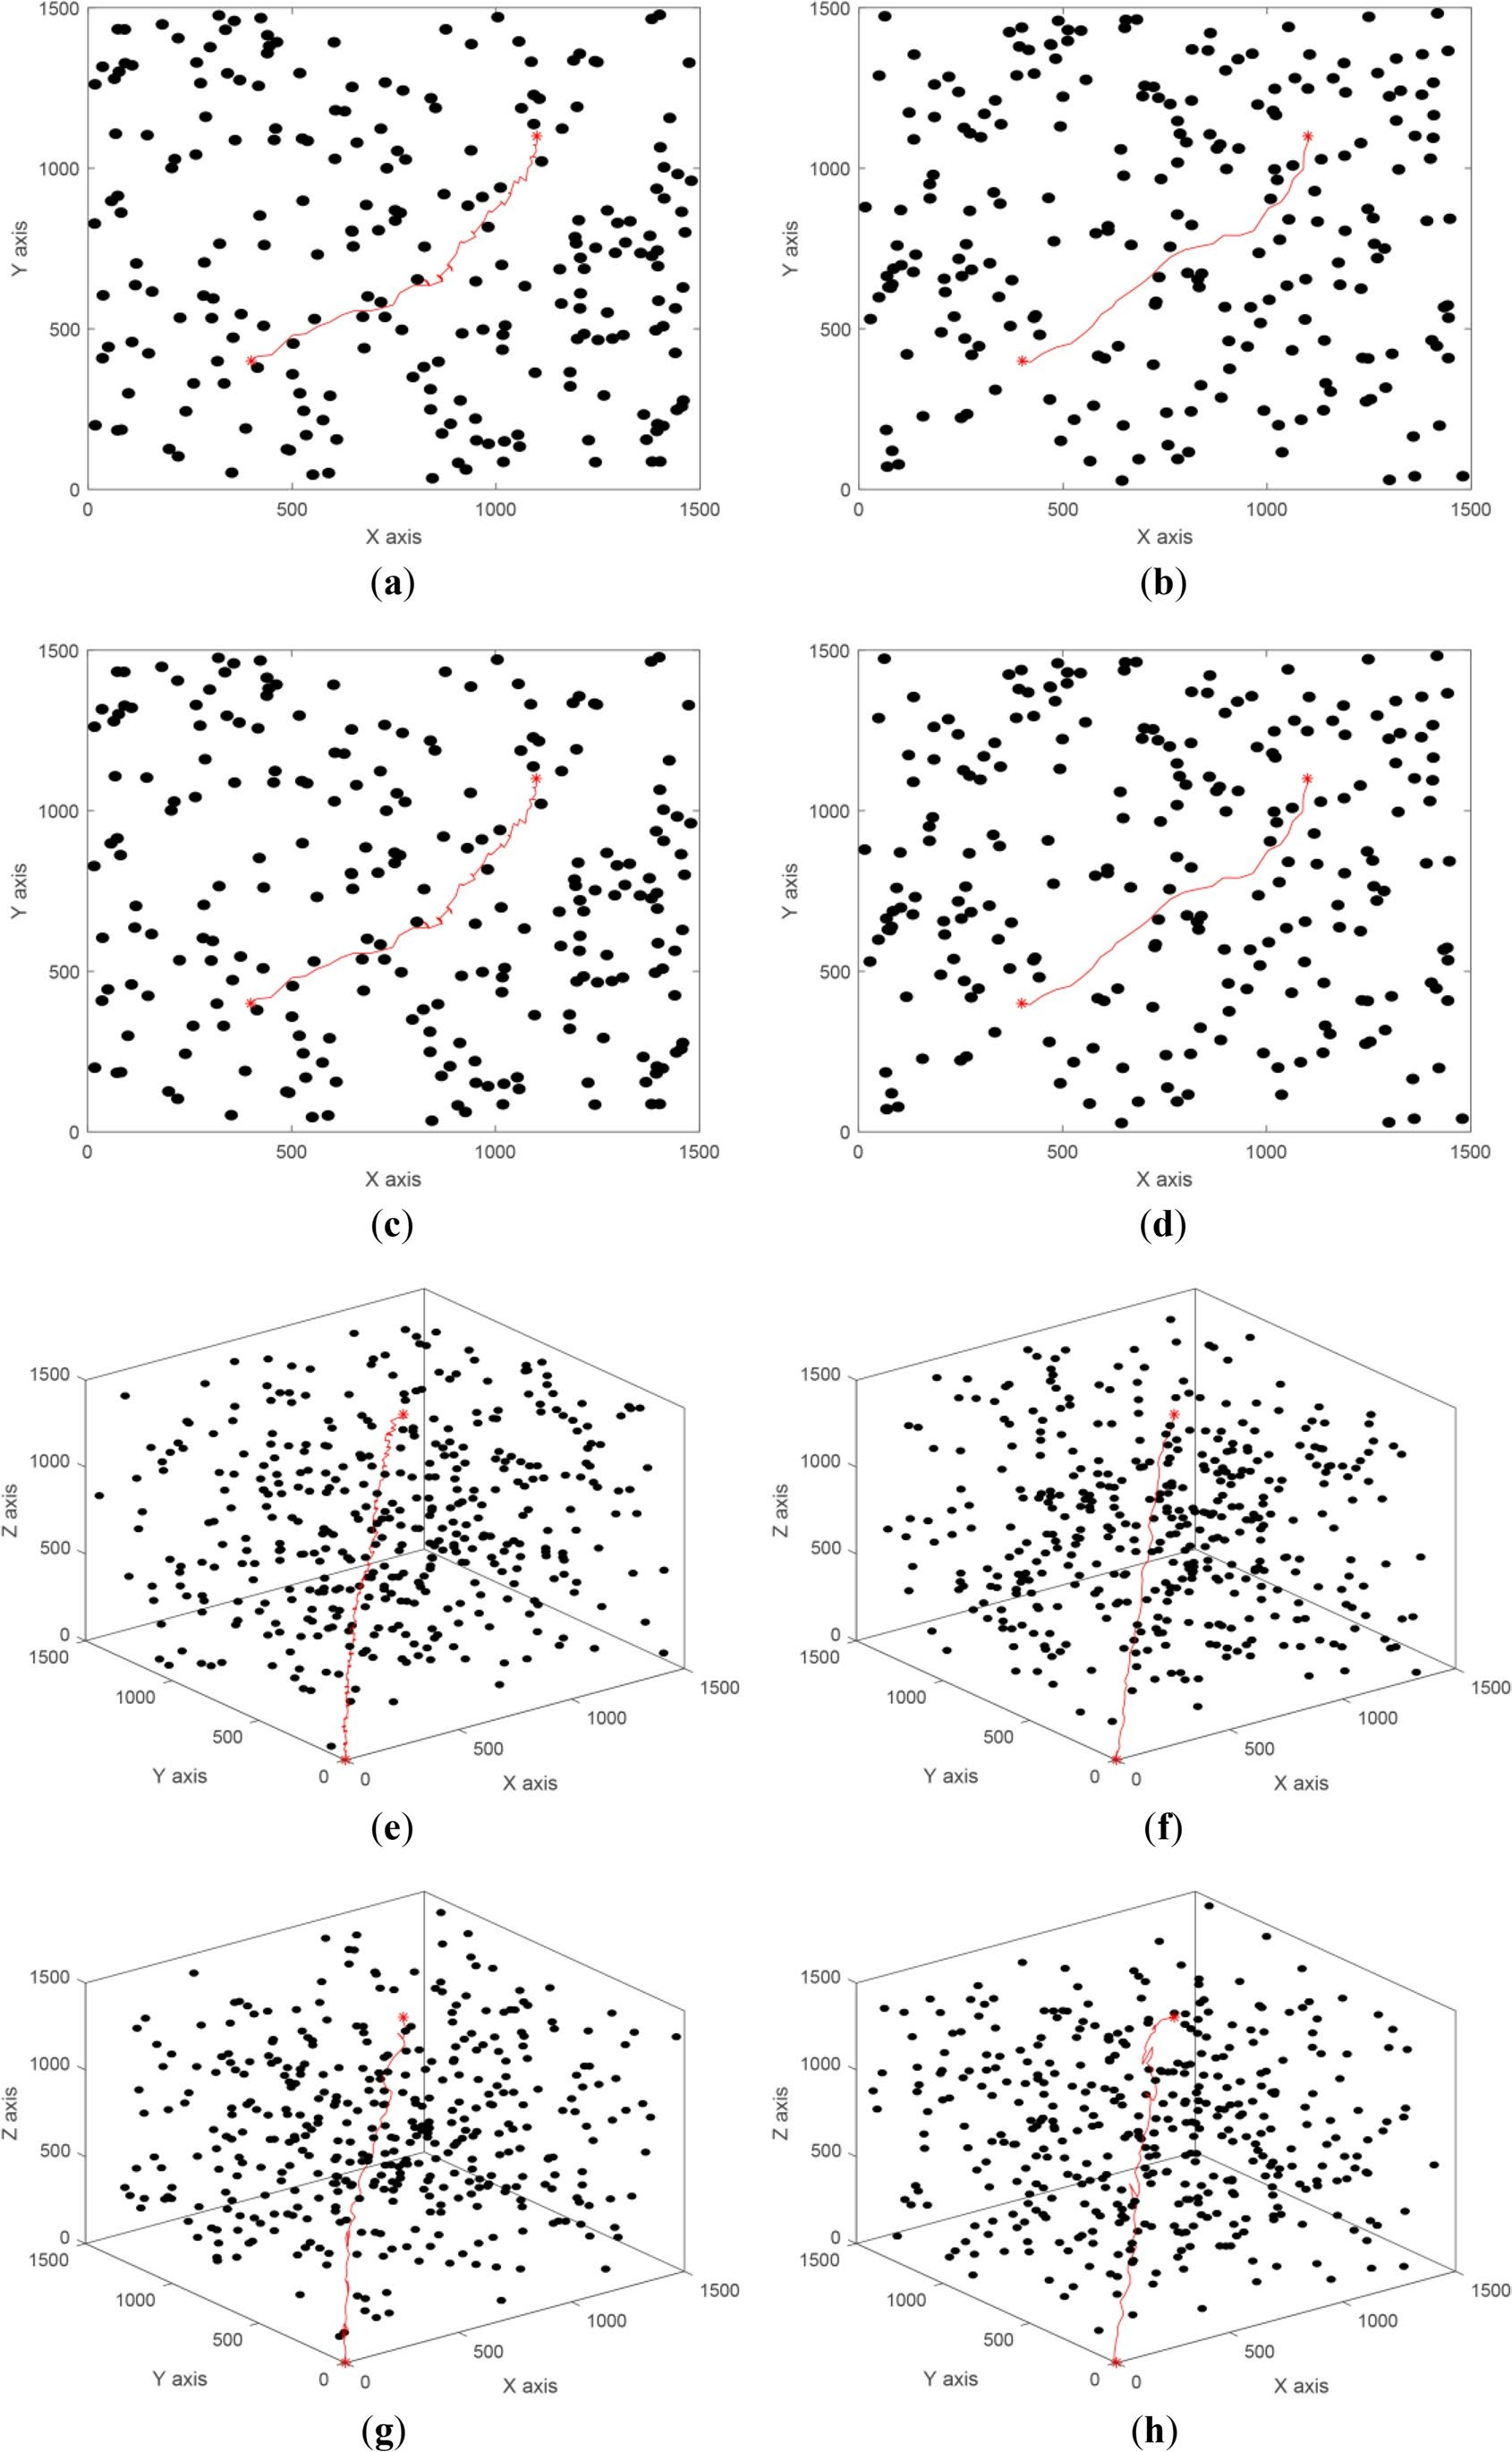 1500 1500
1000 1000
Y axis Y axis
500 500
0 0
0 500 1000 1500 0 500 1000 1500
X axis X axis
(a) (b)
1500 1500
1000 1000
Y axis Y axis
500 500
0 0
0 500 1000 1500 0 500 1000 1500
X axis X axis
(c) (d)
1500 1500
1000 1000
Z axis Z axis
500 500
0 0
1500 1500 1500 1500
1000 1000 1000 1000
500 500 500 500
Y axis 0 0 X axis Y axis 0 0 X axis
(e) (f)
1500 1500
1000 1000
Z axis Z axis
500 500
0 0
1500 1500 1500 1500
1000 1000 1000 1000
500 500 500 500
Y axis 0 0 X axis Y axis 0 0 X axis
(g) (h)